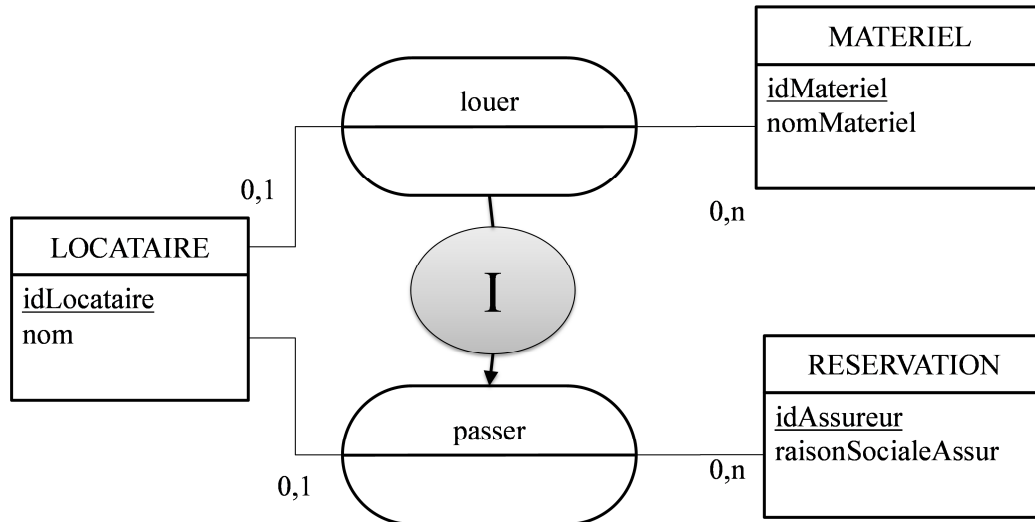 MATERIEL
idMateriel
nomMateriel
louer
0,1
0,n
LOCATAIRE
idLocataire
nom
I
RESERVATION
idAssureur
raisonSocialeAssur
passer
0,1
0,n